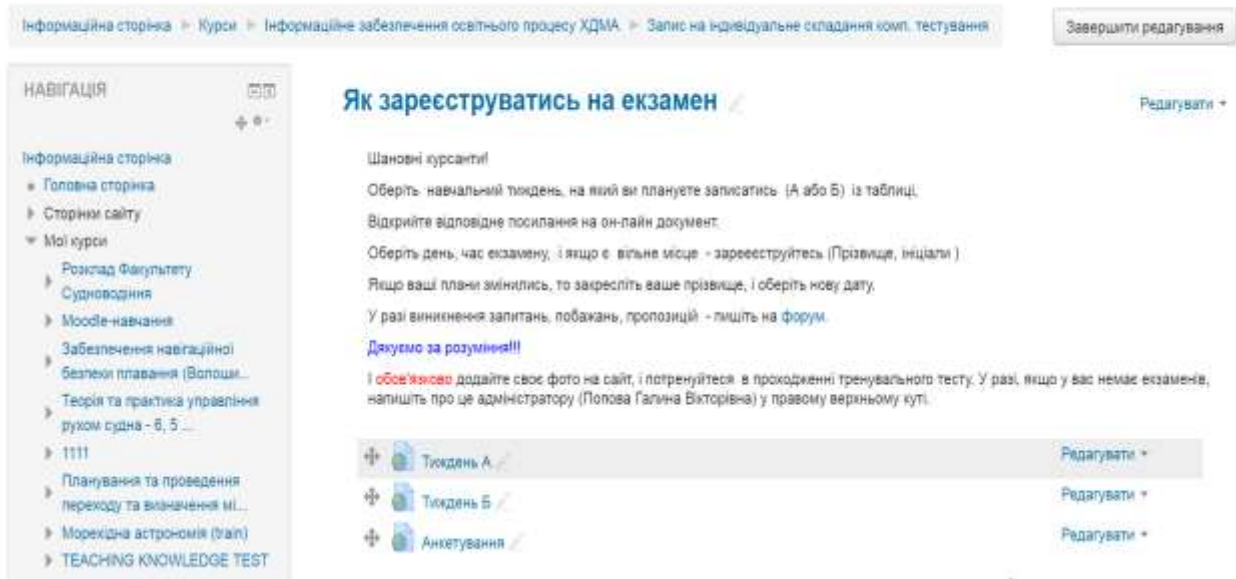 Інформаційна сторінка ► Курси ► Інформаційне забезпечення освітнього процесу ХДМА ► Запис на індивідуальне складання комп. тестування
Завершити редагування
НАВІГАЦІЯ
Інформаційна сторінка
Головна сторінка
Сторінки сайту
Мої курси
Розклад Факультету
Судноводіння
Moodle-навчання
Забезпечення навігаційної
безпеки плавання (Волоши...
Теорія та практика управління
рухом судна - 6, 5 ...
1111
Планування та проведення
переходу та визначення мі...
Морехідна астрономія (train)
TEACHING KNOWLEDGE TEST
Як зареєструватись на екзамен
Редагувати
Шановні курсанти!
Оберіть навчальний тиждень, на який ви плануєте записатись (А або Б) із таблиці.
Відкрийте відповідне посилання на он-лайн документ.
Оберіть день, час екзамену, і якщо є вільне місце - зареєеструйтесь (Прізвище, ініціали )
Якщо ваші плани змінились, то закресліть ваше прізвище, і оберіть нову дату.
У разі виникнення запитань, побажань, пропозицій - пишіть на форум.
Дякуємо за розуміння!!!
І обов'язково додайте своє фото на сайт, і потренуйтеся в проходженні тренувального тесту. У разі, якщо у вас немає екзаменів,
напишіть про це адміністратору (Попова Галина Вікторівна) у правому верхньому куті.
Тиждень А
Редагувати
Тиждень Б
Редагувати
Анкетування
Редагувати